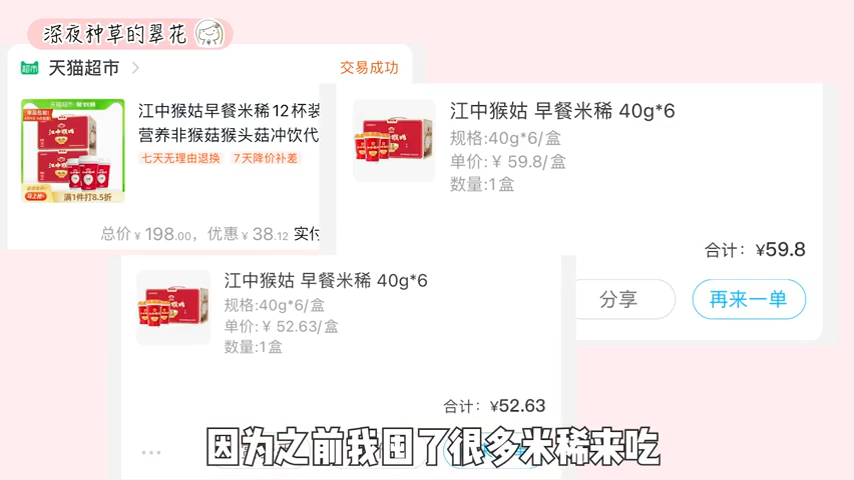 深夜种草的翠花
天猫超市
交易成功
江中猴姑早餐米稀12杯装
营养非猴菇猴头菇冲饮代
七天无理由退换 7天降价补差
满1件打8.5折
总价¥198.00，优惠¥38.12 实付
江中猴姑 早餐米稀 40g*6
规格:40g*6/盒
单价:¥ 59.8/盒
数量:1盒
合计：¥59.8
分享
再来一单
江中猴姑 早餐米稀 40g*6
规格:40g*6/盒
单价:¥ 52.63/盒
数量:1盒
合计：¥52.63
因为之前我囤了很多米稀来吃